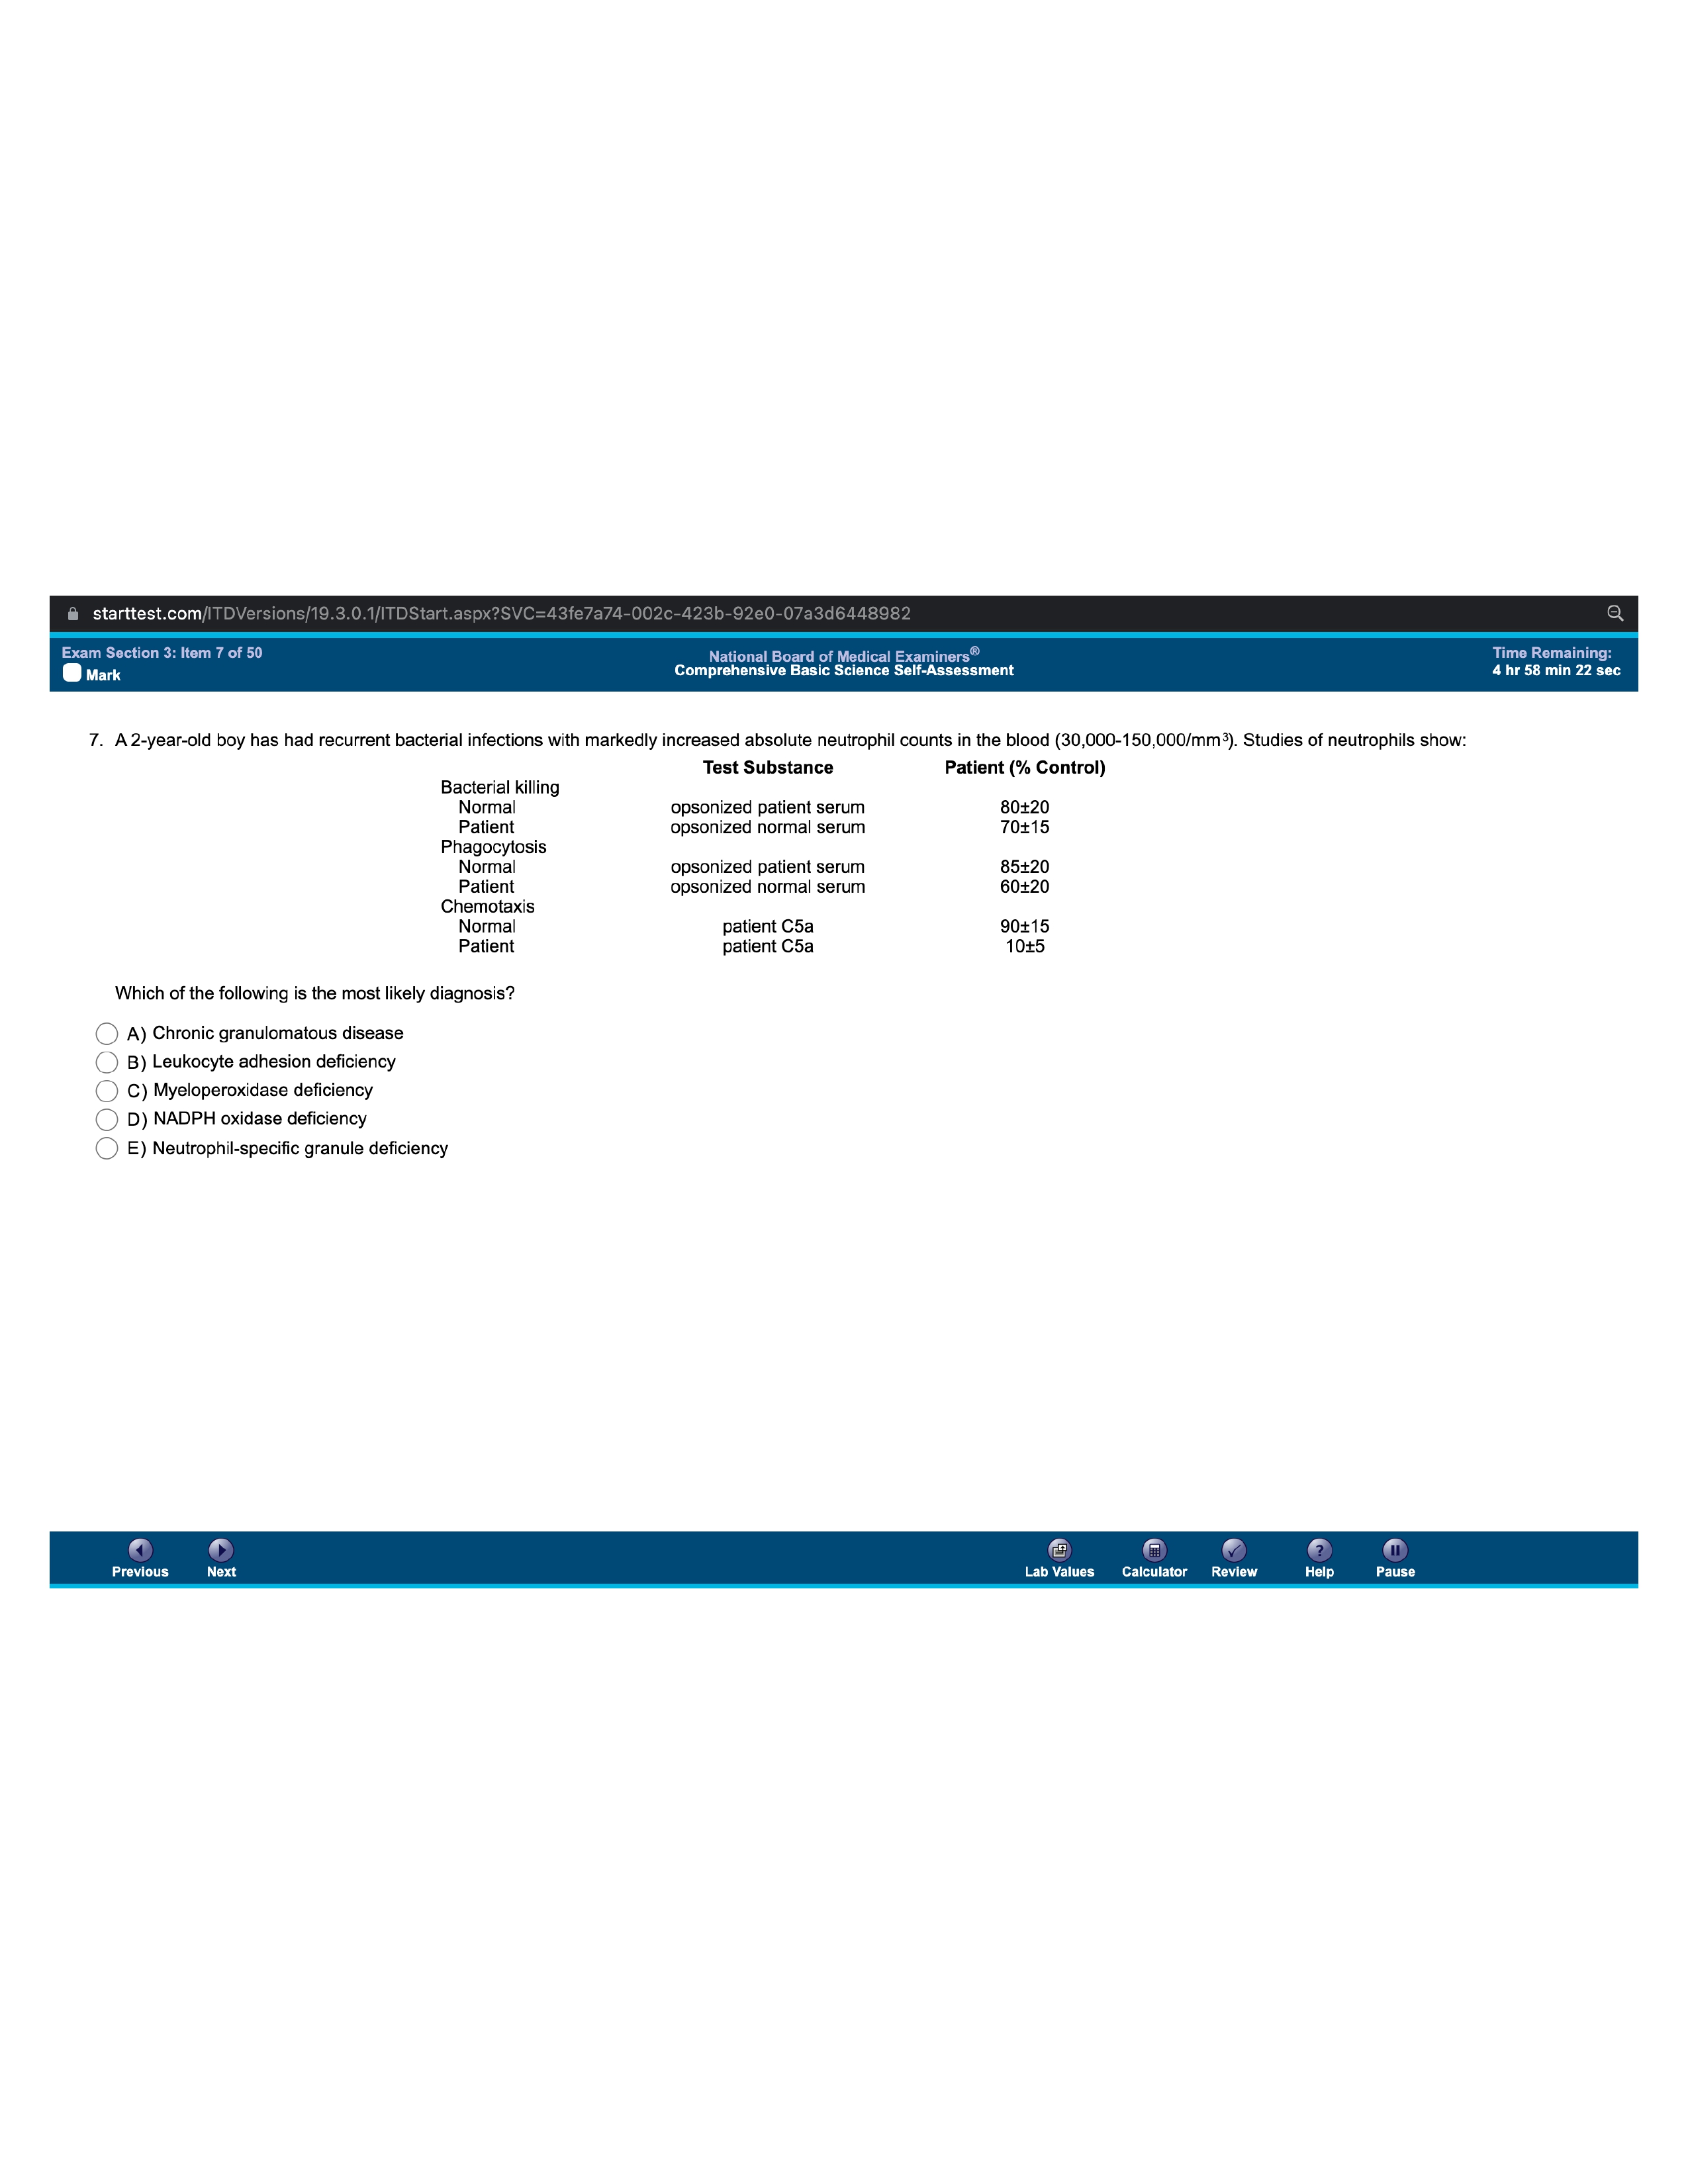 starttest.com/ITDVersions/19.3.0.1/ITDStart.aspx?SVC=43fe7a74-002c-423b-92e0-07a3d6448982
Exam Section 3: Item 7 of 50
National Board of Medical Examiners®
Time Remaining:
Mark
Comprehensive Basic Science Self-Assessment
4 hr 58 min 22 sec
7. A 2-year-old boy has had recurrent bacterial infections with markedly increased absolute neutrophil counts in the blood (30,000-150,000/mm³). Studies of neutrophils show:
Test Substance Patient (% Control)
Bacterial killing
Normal opsonized patient serum 80±20
Patient opsonized normal serum 70±15
Phagocytosis
Normal opsonized patient serum 85±20
Patient opsonized normal serum 60±20
Chemotaxis
Normal patient C5a 90±15
Patient patient C5a 10±5
Which of the following is the most likely diagnosis?
A) Chronic granulomatous disease
B) Leukocyte adhesion deficiency
C) Myeloperoxidase deficiency
D) NADPH oxidase deficiency
E) Neutrophil-specific granule deficiency
Previous Next Lab Values Calculator Review Help Pause